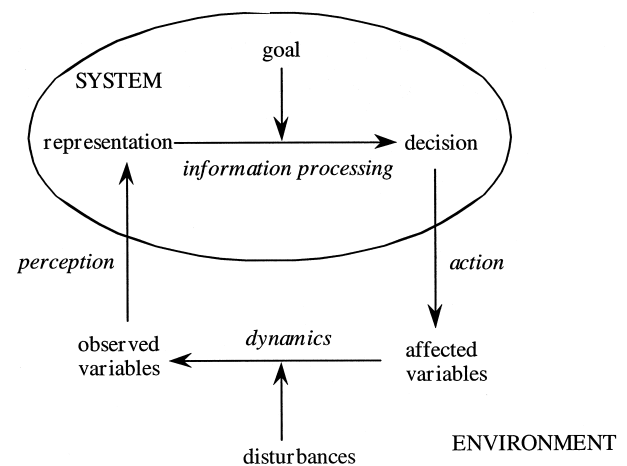 goal
SYSTEM
representation
decision
information processing
perception
action
dynamics
observed
variables
affected
variables
ENVIRONMENT
disturbances